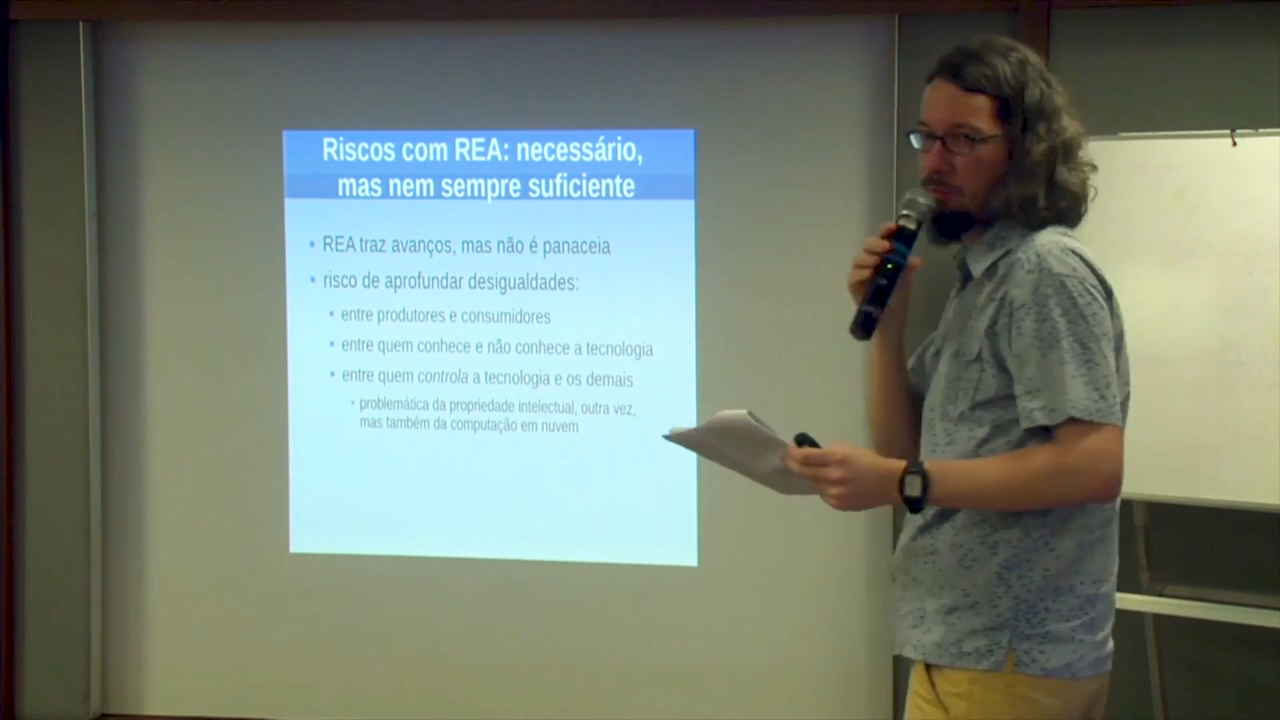 Riscos com REA: necessário,
mas nem sempre suficiente
REA traz avanços, mas não é panaceia
risco de aprofundar desigualdades:
entre produtores e consumidores
entre quem conhece e não conhece a tecnologia
entre quem controla a tecnologia e os demais
problemática da propriedade intelectual, outra vez,
mas também da computação em nuvem